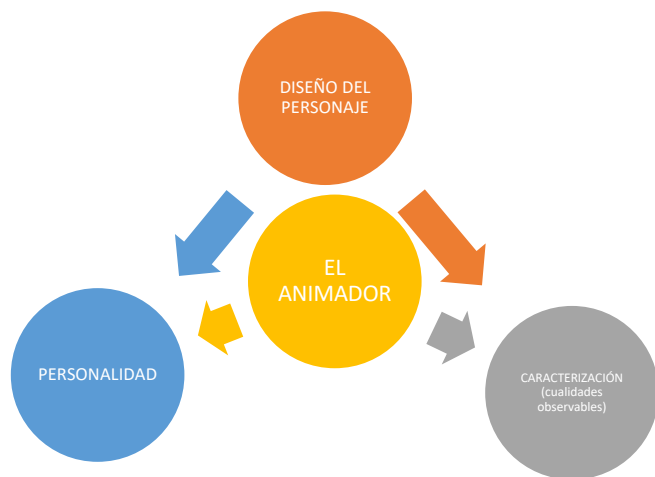 DISEÑO DEL
PERSONAJE
EL
ANIMADOR
PERSONALIDAD
CARACTERIZACIÓN
(cualidades
observables)